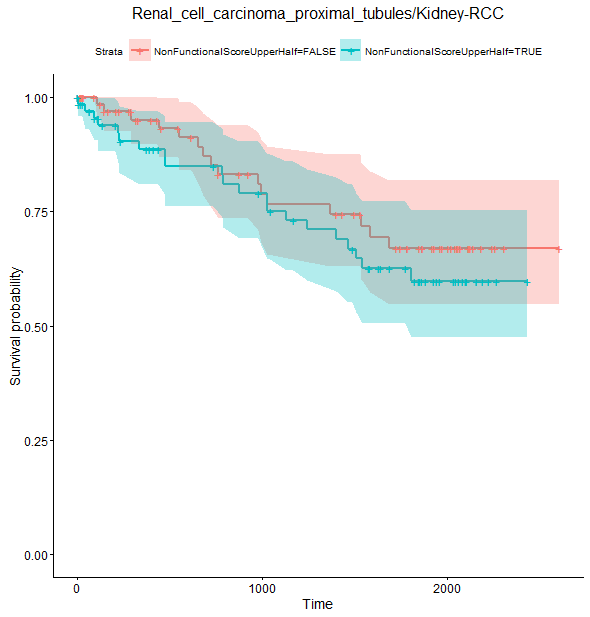 Renal_cell_carcinoma_proximal_tubules/Kidney-RCC
Strata NonFunctionalScoreUpperHalf=FALSE NonFunctionalScoreUpperHalf=TRUE
1.00
0.75
0.50
0.25
0.00
Survival probability
0 1000 2000
Time